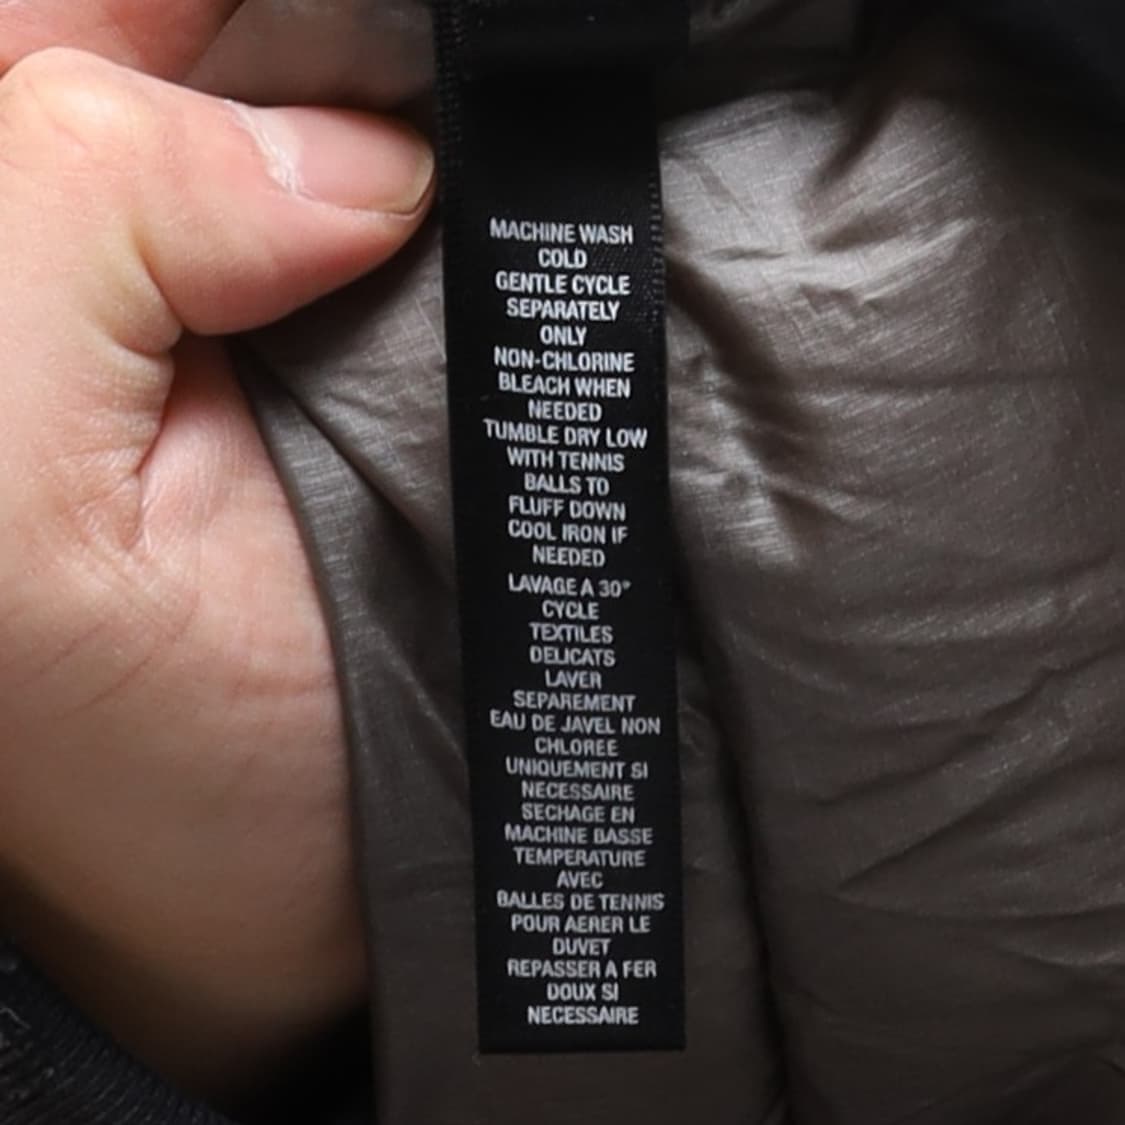 MACHINE WASH
COLD
GENTLE CYCLE
SEPARATELY
ONLY
NON-CHLORINE
BLEACH WHEN
NEEDED
TUMBLE DRY LOW
WITH TENNIS
BALLS TO
FLUFF DOWN
COOL IRON IF
NEEDED
LAVAGE A 30°
CYCLE
TEXTILES
DELICATS
LAVER
SEPAREMENT
EAU DE JAVEL NON
CHLOREE
UNIQUEMENT SI
NECESSAIRE
SECHAGE EN
MACHINE BASSE
TEMPERATURE
AVEC
BALLES DE TENNIS
POUR AERER LE
DUVET
REPASSER A FER
DOUX SI
NECESSAIRE